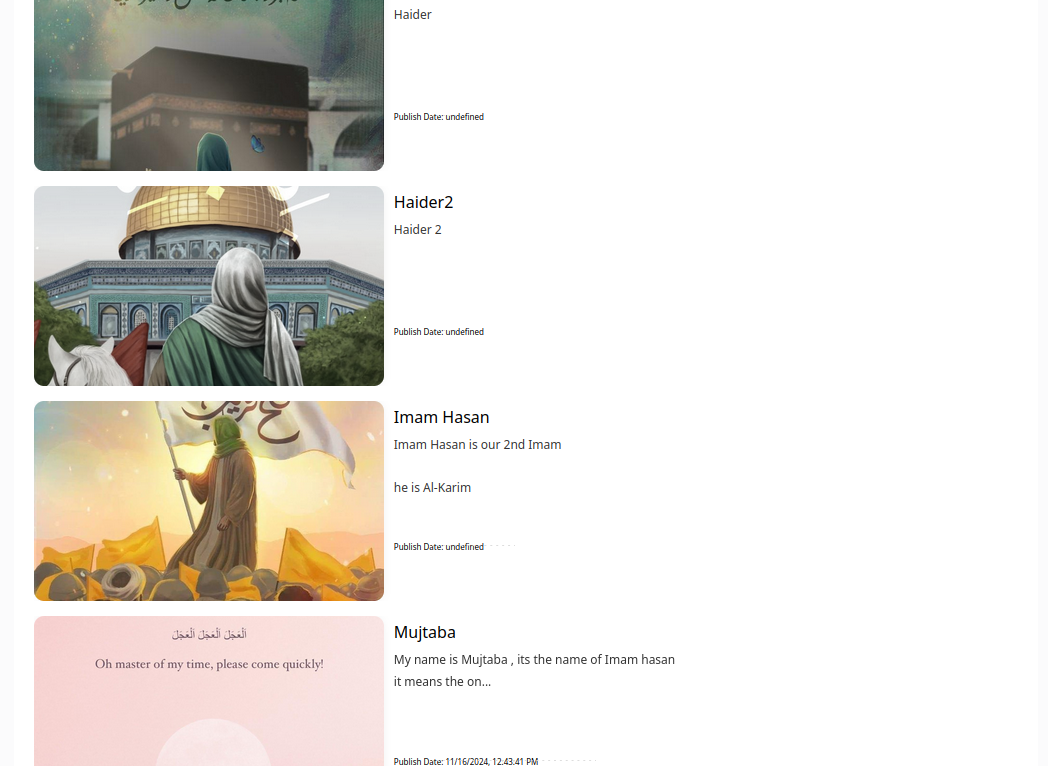 Haider
Publish Date: undefined
Haider2
Haider 2
Publish Date: undefined
Imam Hasan
Imam Hasan is our 2nd Imam
he is Al-Karim
Publish Date: undefined
اَلْعَجَلَ اَلْعَجَلَ اَلْعَجَلَ
Oh master of my time, please come quickly!
Mujtaba
My name is Mujtaba , its the name of Imam hasan
it means the on...
Publish Date: 11/16/2024, 12:43:41 PM